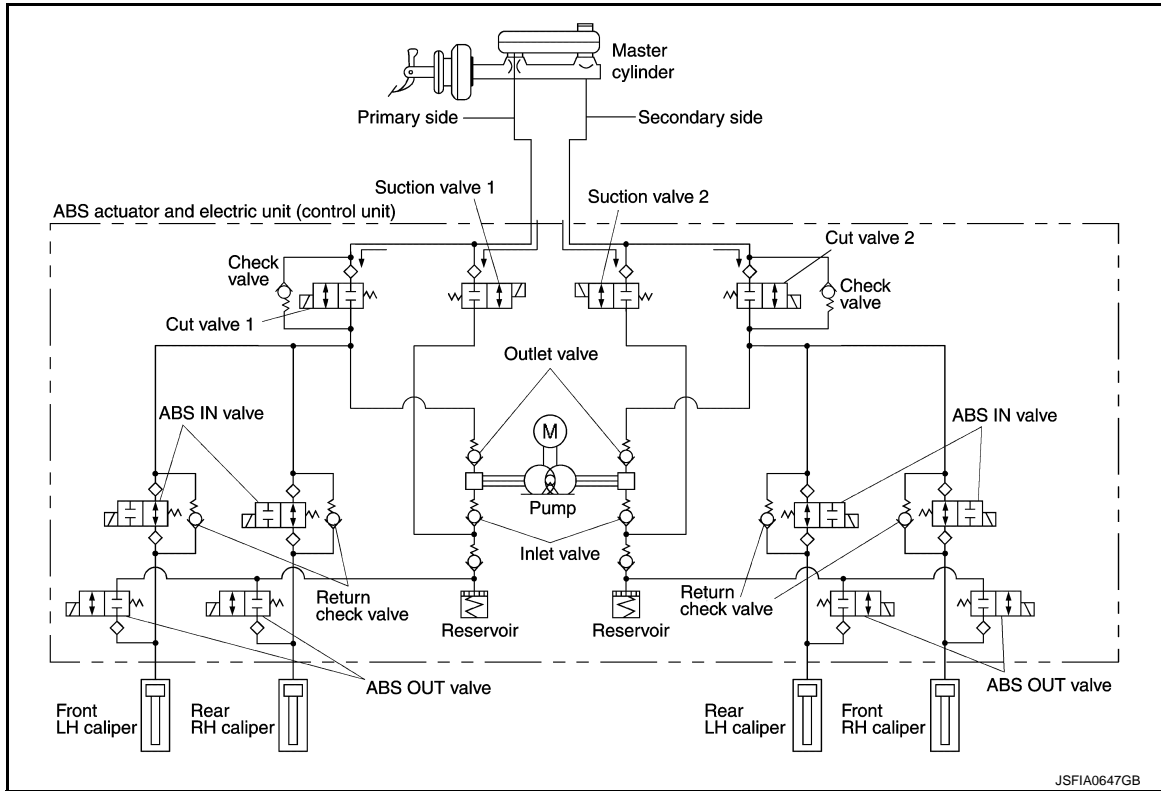 Master
cylinder
Primary side
Secondary side
Suction valve 1
Suction valve 2
ABS actuator and electric unit (control unit)
Cut valve 2
Check
valve
Check
valve
Cut valve 1
Outlet valve
ABS IN valve
ABS IN valve
M
Pump
Inlet valve
Return
check valve
Return
check valve
Reservoir
Reservoir
ABS OUT valve
ABS OUT valve
Front
LH caliper
Rear
RH caliper
Rear
LH caliper
Front
RH caliper
JSFIA0647GB